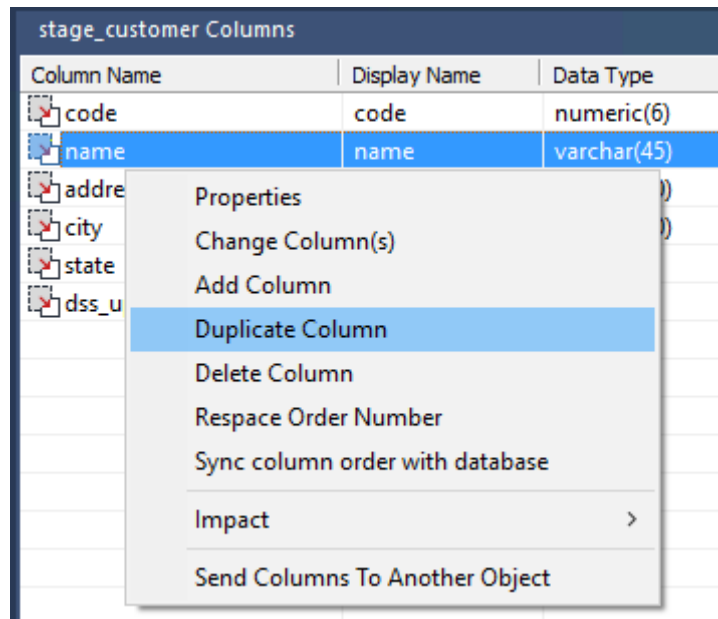 stage_customer Columns
Column Name Display Name Data Type
code code numeric(6)
name name varchar(45)
addre )
city )
state
dss_u
Properties
Change Column(s)
Add Column
Duplicate Column
Delete Column
Respace Order Number
Sync column order with database
Impact
Send Columns To Another Object